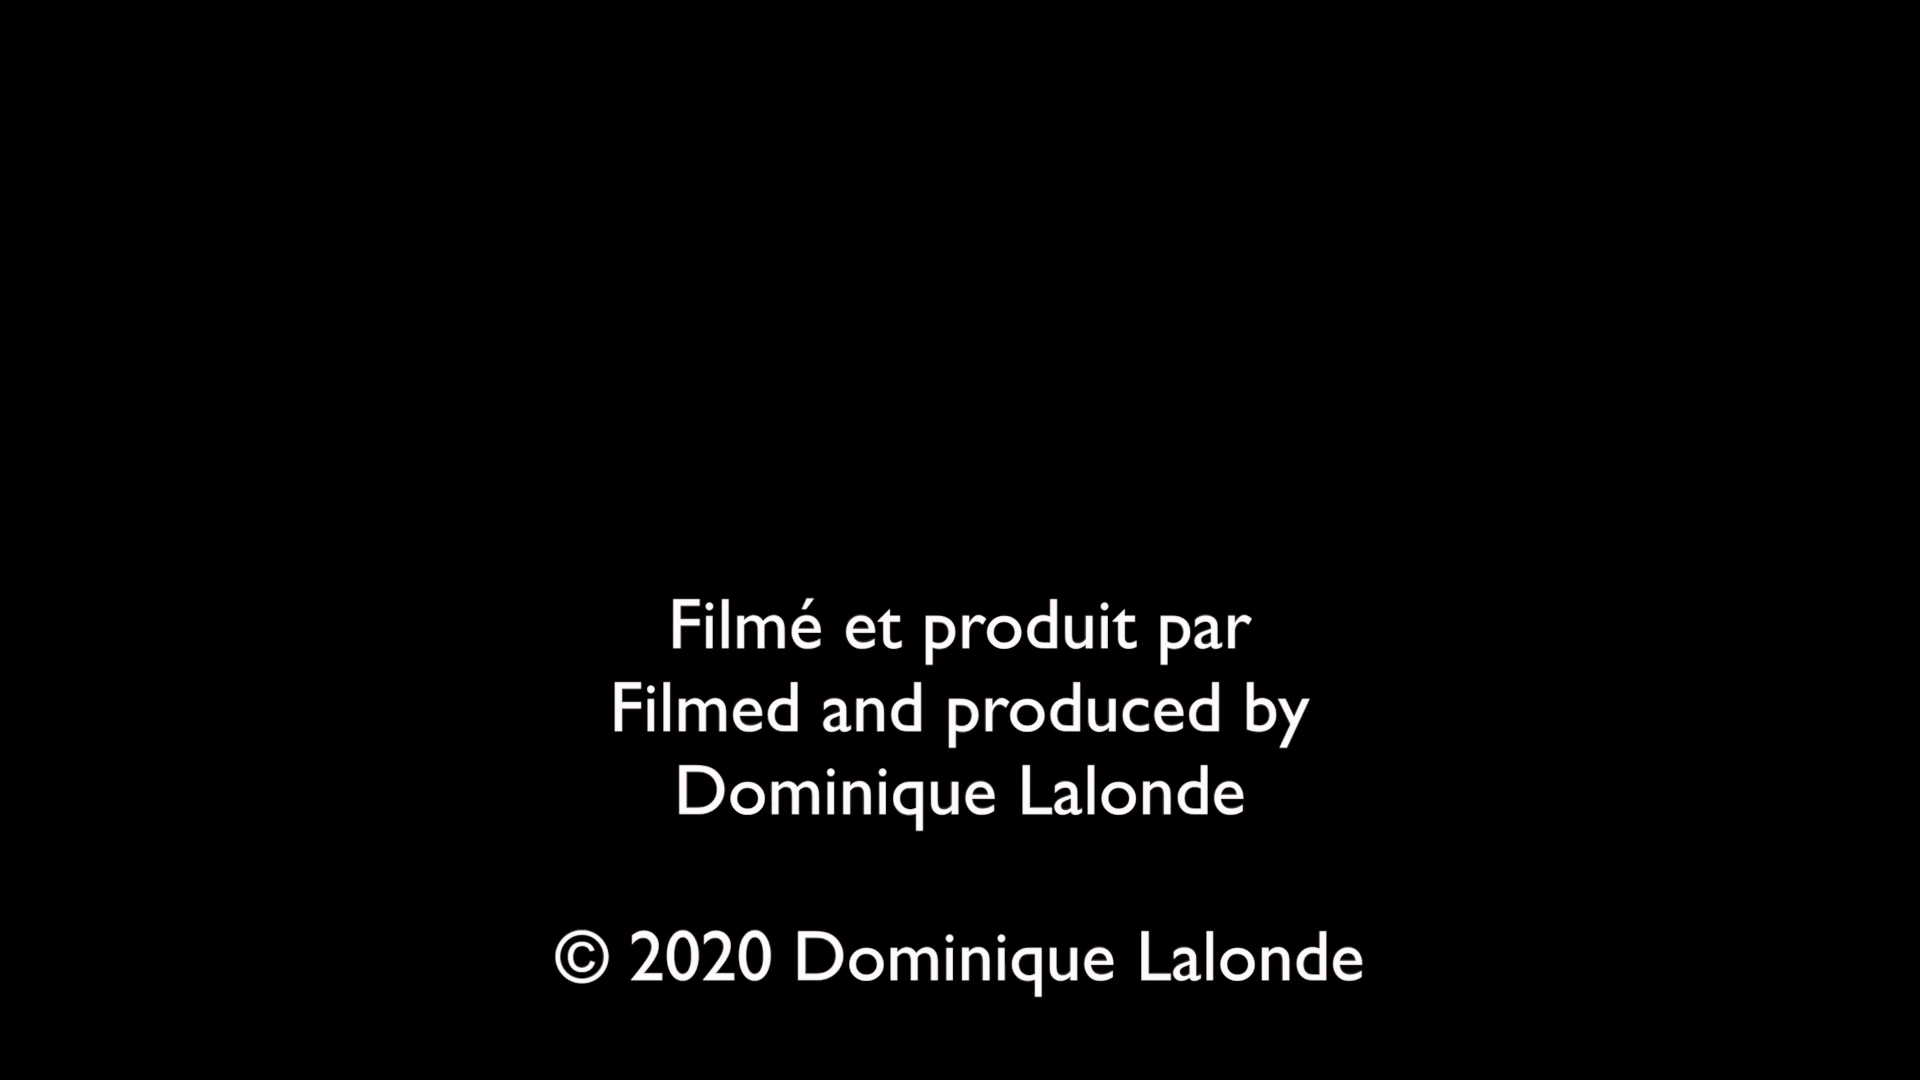 Filmé et produit par
Filmed and produced by
Dominique Lalonde
© 2020 Dominique Lalonde